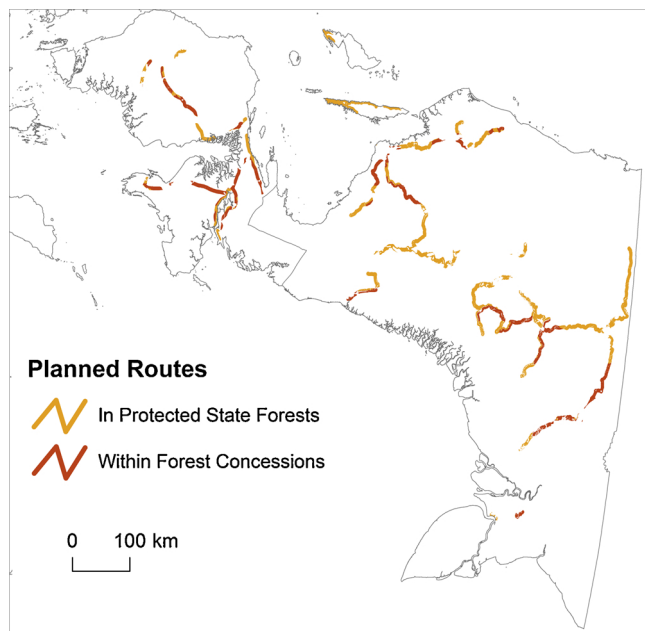 Planned Routes
In Protected State Forests
Within Forest Concessions
0 100 km